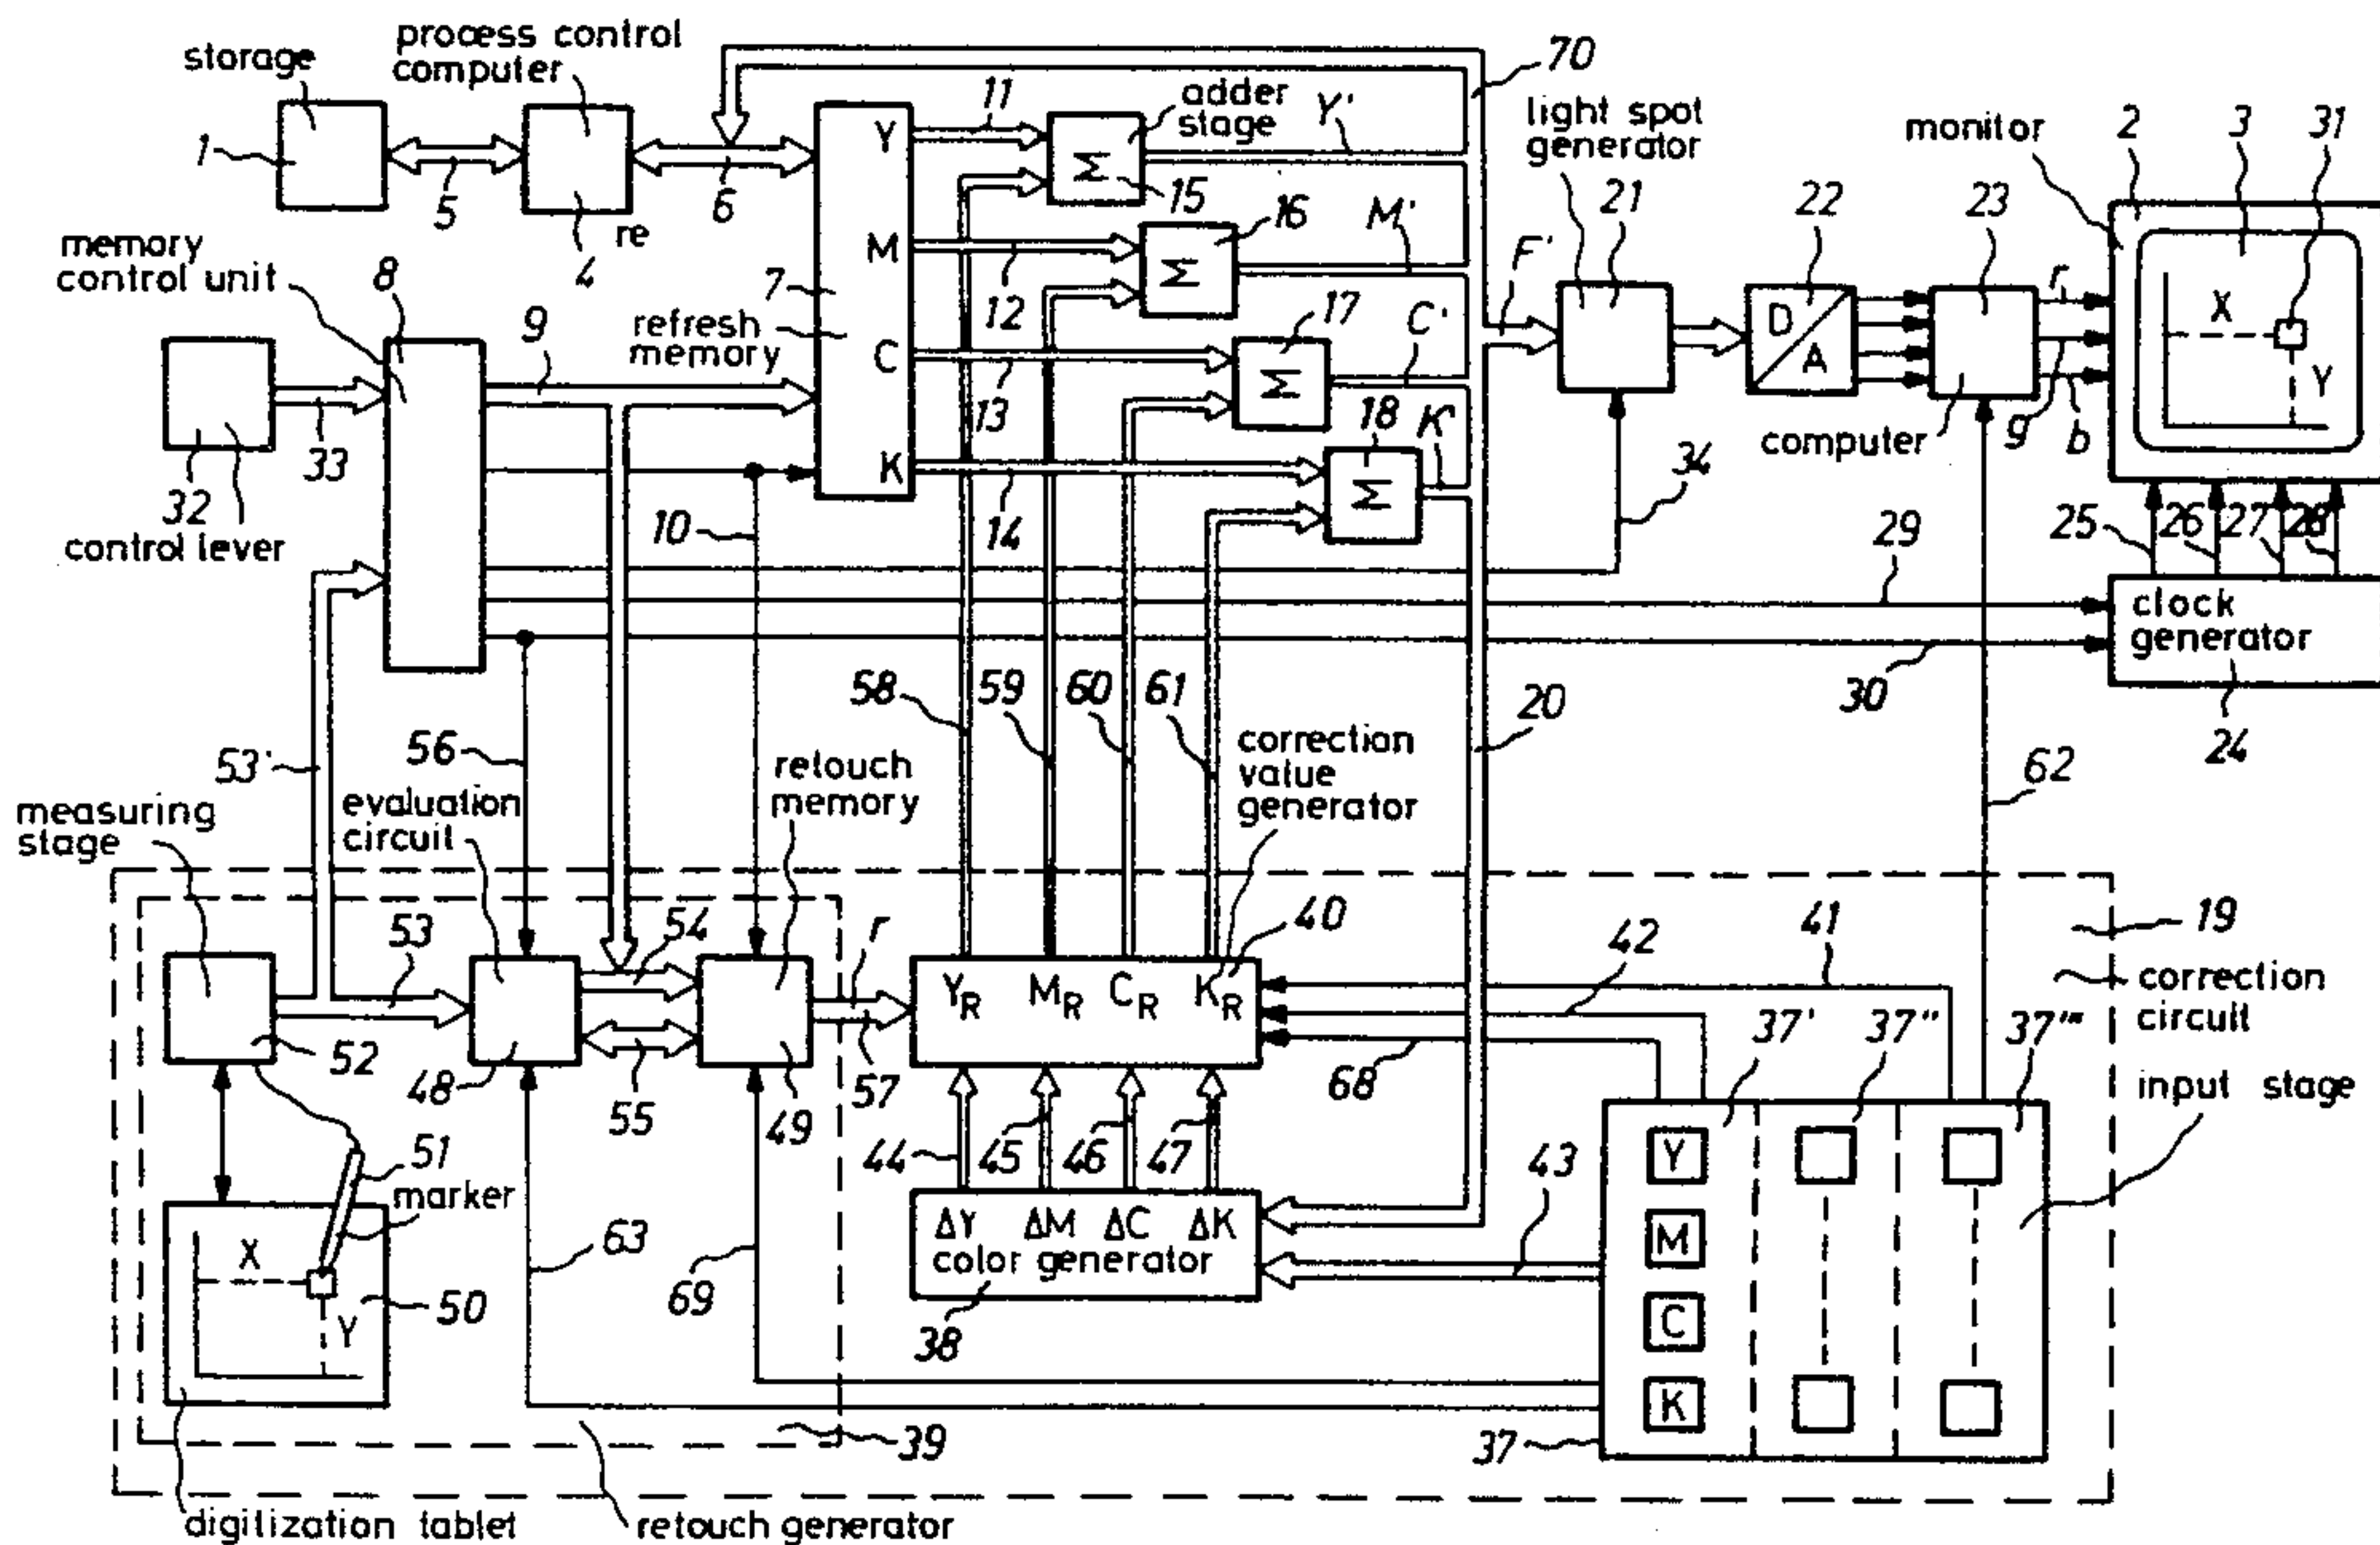 storage
process control
computer
1
5
4
re
6
70
11
adder
stage
Y'
Σ
15
Y
M
C
K
7
refresh
memory
12
16
Σ
M'
13
17
Σ
C'
14
18
Σ
K'
light spot
generator
21
F'
22
D
A
23
computer
r
g
b
monitor
2
3
31
X
Y
memory
control unit
8
9
33
32
control lever
10
34
29
30
25
26
27
28
clock
generator
24
20
62
58
59
60
61
correction
value
generator
53'
56
measuring
stage
evaluation
circuit
retouch
memory
53
54
r
52
48
55
49
57
40
Y_R M_R C_R K_R
42
41
19
correction
circuit
68
37'
37"
37"'
input stage
44
45
46
47
43
ΔY ΔM ΔC ΔK
color generator
38
51
marker
X
Y
50
63
69
39
Y
M
C
K
37
digilization tablet
retouch generator